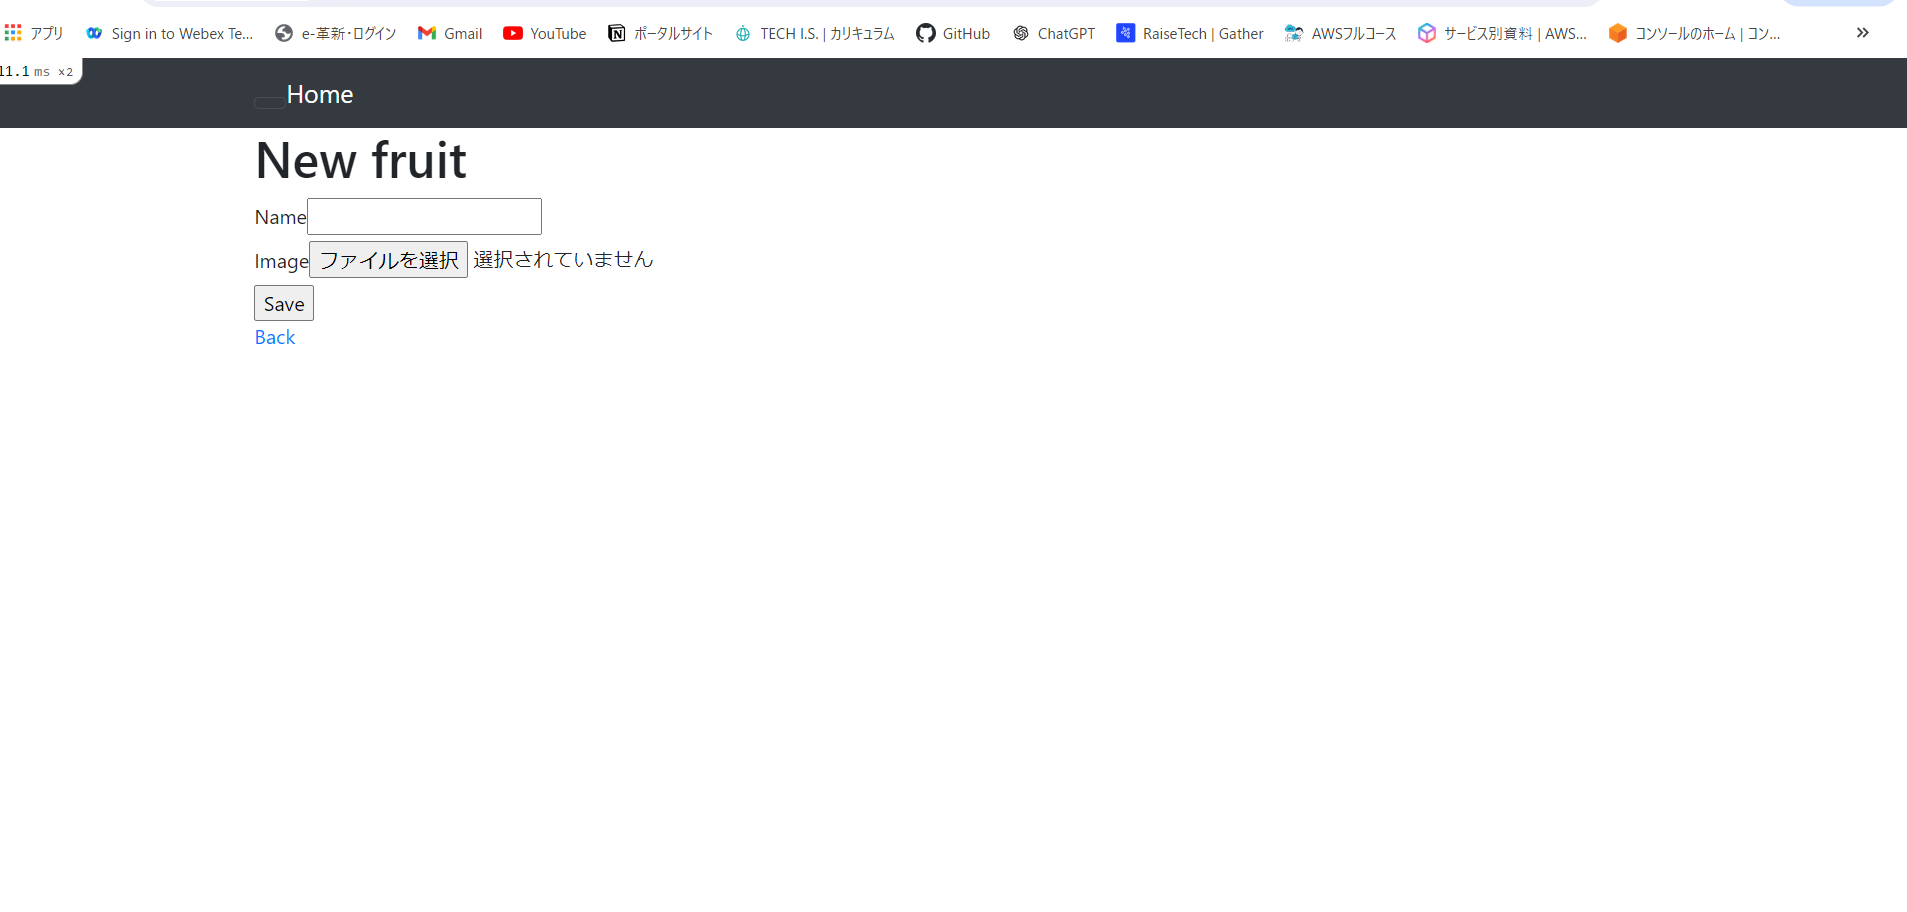 アプリ Sign in to Webex Te... e-革新・ログイン Gmail YouTube ポータルサイト TECH I.S. | カリキュラム GitHub ChatGPT RaiseTech | Gather AWSフルコース サービス別資料 | AWS... コンソールのホーム | コン... »
11.1 ms ×2
Home
New fruit
Name
Image ファイルを選択 選択されていません
Save
Back